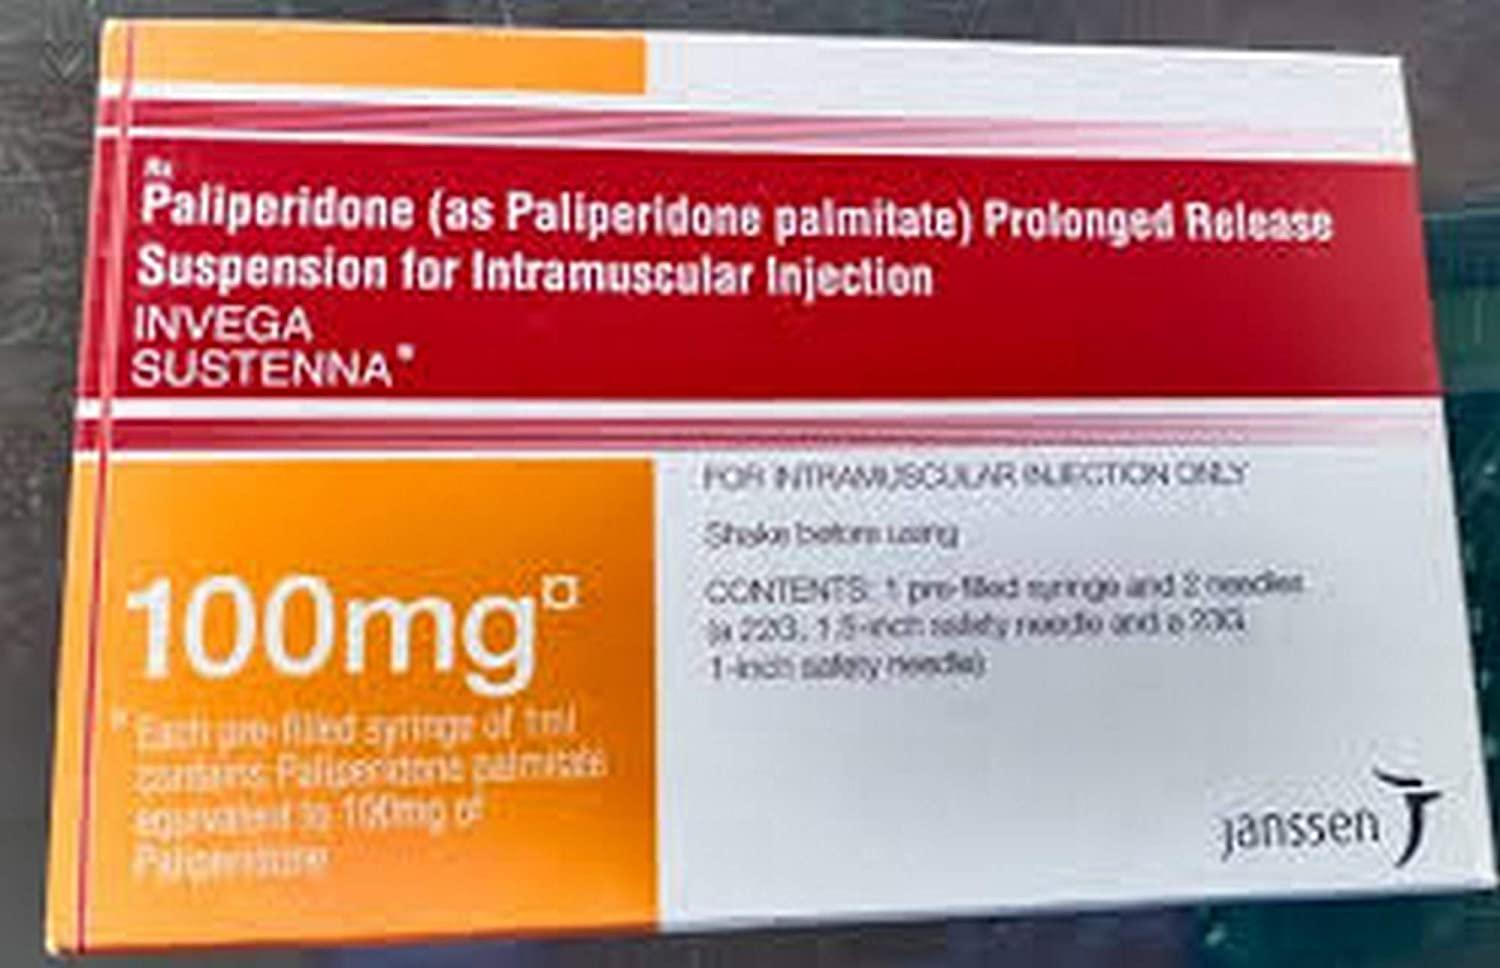 Rx
Paliperidone (as Paliperidone palmitate) Prolonged Release
Suspension for Intramuscular Injection
INVEGA
SUSTENNA®
100mg¤
FOR INTRAMUSCULAR INJECTION ONLY
Shake before using
CONTENTS: 1 pre-filled syringe and 2 needles
(a 22G, 1.5-inch safety needle and a 23G,
1-inch safety needle)
¤ Each pre-filled syringe of 1ml
contains Paliperidone palmitate
equivalent to 100mg of
Paliperidone
janssen